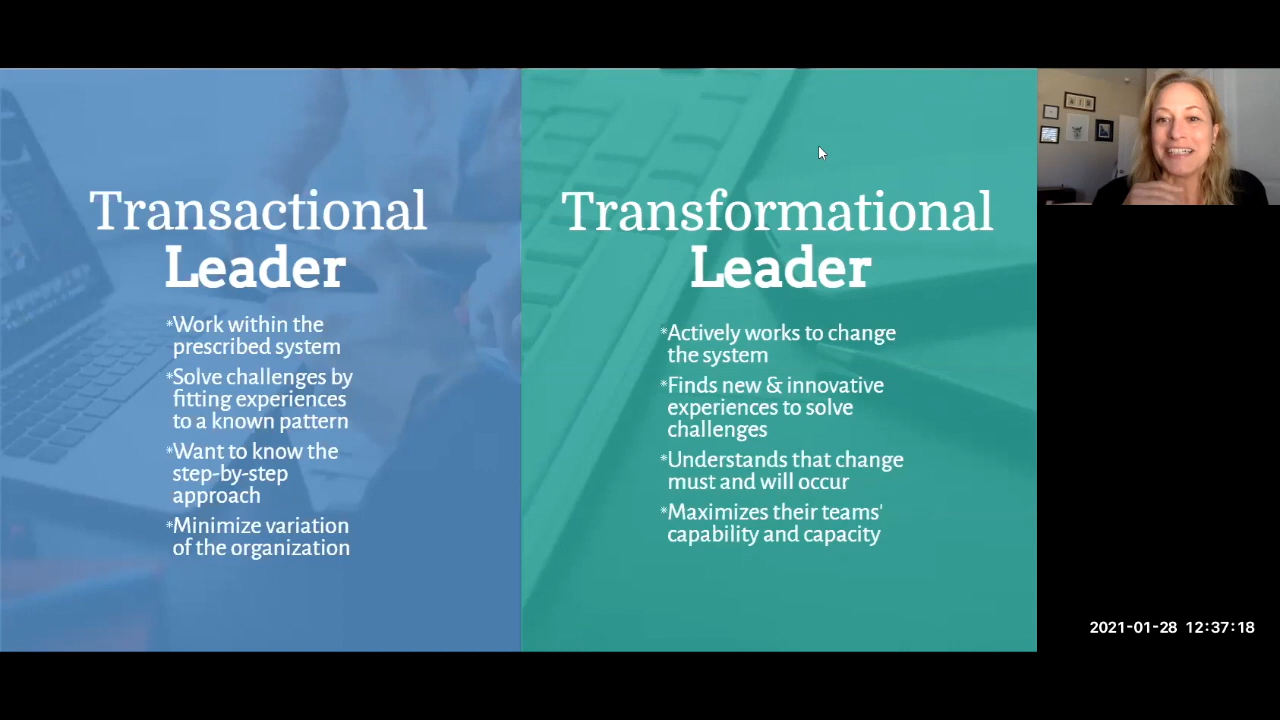 Transactional
Leader
*Work within the
prescribed system
*Solve challenges by
fitting experiences
to a known pattern
*Want to know the
step-by-step
approach
*Minimize variation
of the organization
Transformational
Leader
*Actively works to change
the system
*Finds new & innovative
experiences to solve
challenges
*Understands that change
must and will occur
*Maximizes their teams'
capability and capacity
2021-01-28 12:37:18